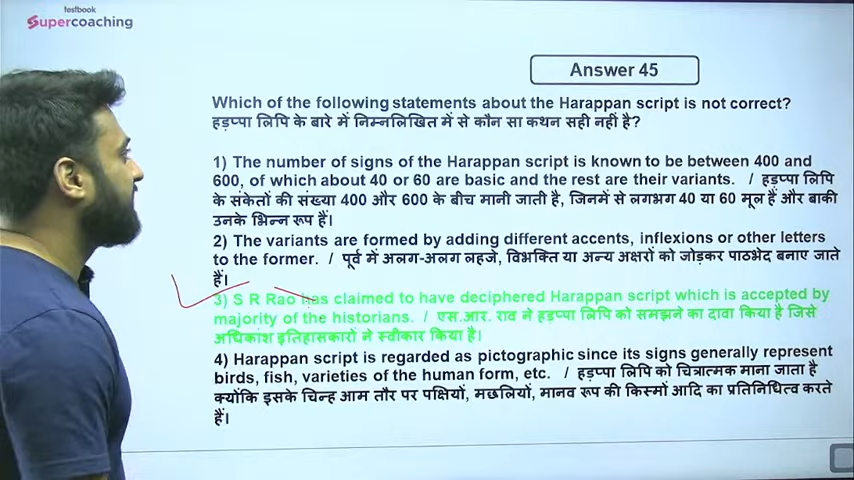 testbook
Supercoaching
Answer 45
Which of the following statements about the Harappan script is not correct?
हड़प्पा लिपि के बारे में निम्नलिखित में से कौन सा कथन सही नहीं है?
1) The number of signs of the Harappan script is known to be between 400 and
600, of which about 40 or 60 are basic and the rest are their variants. / हड़प्पा लिपि
के संकेतों की संख्या 400 और 600 के बीच मानी जाती है, जिनमें से लगभग 40 या 60 मूल हैं और बाकी
उनके भिन्न रूप हैं।
2) The variants are formed by adding different accents, inflexions or other letters
to the former. / पूर्व में अलग-अलग लहजे, विभक्ति या अन्य अक्षरों को जोड़कर पाठभेद बनाए जाते
हैं।
3) S R Rao has claimed to have deciphered Harappan script which is accepted by
majority of the historians. / एस.आर. राव ने हड़प्पा लिपि को समझने का दावा किया है जिसे
अधिकांश इतिहासकारों ने स्वीकार किया है।
4) Harappan script is regarded as pictographic since its signs generally represent
birds, fish, varieties of the human form, etc. / हड़प्पा लिपि को चित्रात्मक माना जाता है
क्योंकि इसके चिन्ह आम तौर पर पक्षियों, मछलियों, मानव रूप की किस्मों आदि का प्रतिनिधित्व करते
हैं।